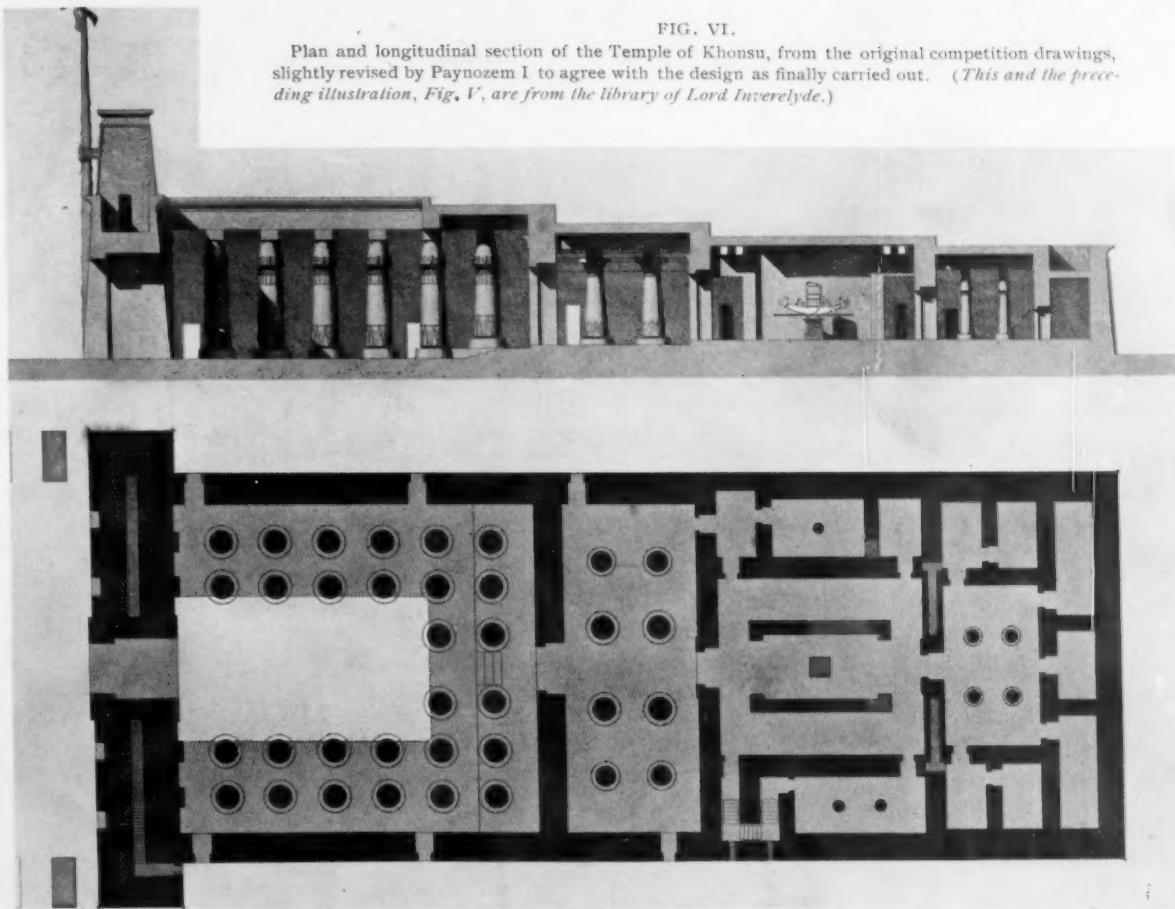 FIG. VI.
Plan and longitudinal section of the Temple of Khonsu, from the original competition drawings,
slightly revised by Paynozem I to agree with the design as finally carried out. (This and the prece-
ding illustration, Fig. V, are from the library of Lord Inverelyde.)